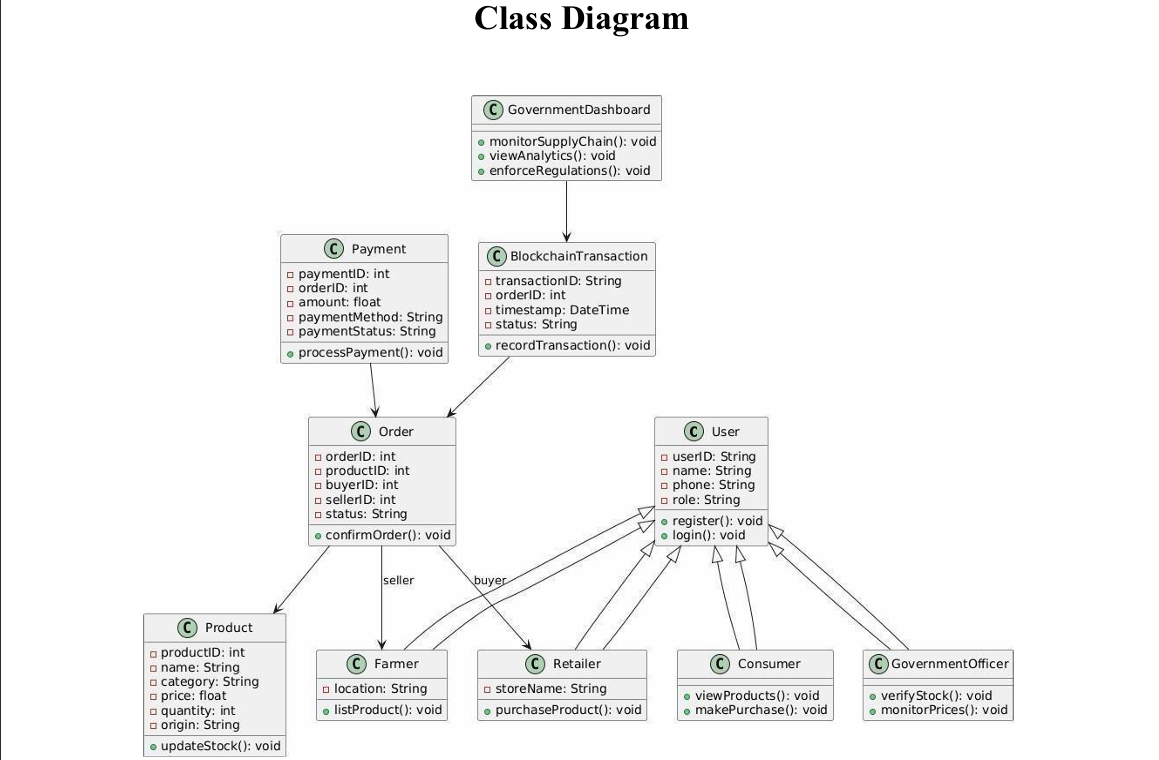 Class Diagram
C GovernmentDashboard
monitorSupplyChain(): void
viewAnalytics(): void
enforceRegulations(): void
C Payment
paymentID: int
orderID: int
amount: float
paymentMethod: String
paymentStatus: String
processPayment(): void
C BlockchainTransaction
transactionID: String
orderID: int
timestamp: DateTime
status: String
recordTransaction(): void
C Order
orderID: int
productID: int
buyerID: int
sellerID: int
status: String
confirmOrder(): void
C User
userID: String
name: String
phone: String
role: String
register(): void
login(): void
seller
buyer
C Product
productID: int
name: String
category: String
price: float
quantity: int
origin: String
updateStock(): void
C Farmer
location: String
listProduct(): void
C Retailer
storeName: String
purchaseProduct(): void
C Consumer
viewProducts(): void
makePurchase(): void
C GovernmentOfficer
verifyStock(): void
monitorPrices(): void